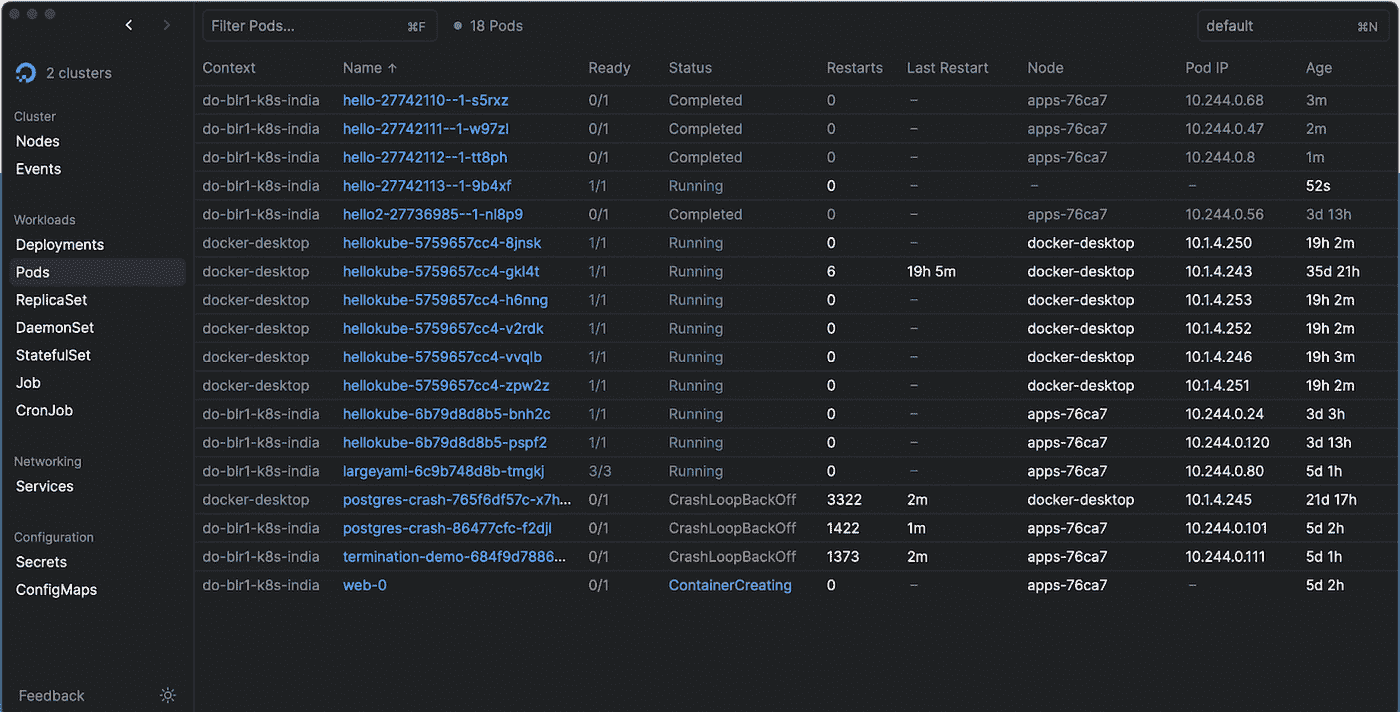 Filter Pods... ⌘F 18 Pods default ⌘N
2 clusters
Cluster
Nodes
Events
Workloads
Deployments
Pods
ReplicaSet
DaemonSet
StatefulSet
Job
CronJob
Networking
Services
Configuration
Secrets
ConfigMaps
Feedback
Context Name ↑ Ready Status Restarts Last Restart Node Pod IP Age
do-blr1-k8s-india hello-27742110--1-s5rxz 0/1 Completed 0 – apps-76ca7 10.244.0.68 3m
do-blr1-k8s-india hello-27742111--1-w97zl 0/1 Completed 0 – apps-76ca7 10.244.0.47 2m
do-blr1-k8s-india hello-27742112--1-tt8ph 0/1 Completed 0 – apps-76ca7 10.244.0.8 1m
do-blr1-k8s-india hello-27742113--1-9b4xf 1/1 Running 0 – – – 52s
do-blr1-k8s-india hello2-27736985--1-nl8p9 0/1 Completed 0 – apps-76ca7 10.244.0.56 3d 13h
docker-desktop hellokube-5759657cc4-8jnsk 1/1 Running 0 – docker-desktop 10.1.4.250 19h 2m
docker-desktop hellokube-5759657cc4-gkl4t 1/1 Running 6 19h 5m docker-desktop 10.1.4.243 35d 21h
docker-desktop hellokube-5759657cc4-h6nng 1/1 Running 0 – docker-desktop 10.1.4.253 19h 2m
docker-desktop hellokube-5759657cc4-v2rdk 1/1 Running 0 – docker-desktop 10.1.4.252 19h 2m
docker-desktop hellokube-5759657cc4-vvqlb 1/1 Running 0 – docker-desktop 10.1.4.246 19h 3m
docker-desktop hellokube-5759657cc4-zpw2z 1/1 Running 0 – docker-desktop 10.1.4.251 19h 2m
do-blr1-k8s-india hellokube-6b79d8d8b5-bnh2c 1/1 Running 0 – apps-76ca7 10.244.0.24 3d 3h
do-blr1-k8s-india hellokube-6b79d8d8b5-pspf2 1/1 Running 0 – apps-76ca7 10.244.0.120 3d 13h
do-blr1-k8s-india largeyaml-6c9b748d8b-tmgkj 3/3 Running 0 – apps-76ca7 10.244.0.80 5d 1h
docker-desktop postgres-crash-765f6df57c-x7h... 0/1 CrashLoopBackOff 3322 2m docker-desktop 10.1.4.245 21d 17h
do-blr1-k8s-india postgres-crash-86477cfc-f2djl 0/1 CrashLoopBackOff 1422 1m apps-76ca7 10.244.0.101 5d 2h
do-blr1-k8s-india termination-demo-684f9d7886... 0/1 CrashLoopBackOff 1373 2m apps-76ca7 10.244.0.111 5d 1h
do-blr1-k8s-india web-0 0/1 ContainerCreating 0 – apps-76ca7 – 5d 2h